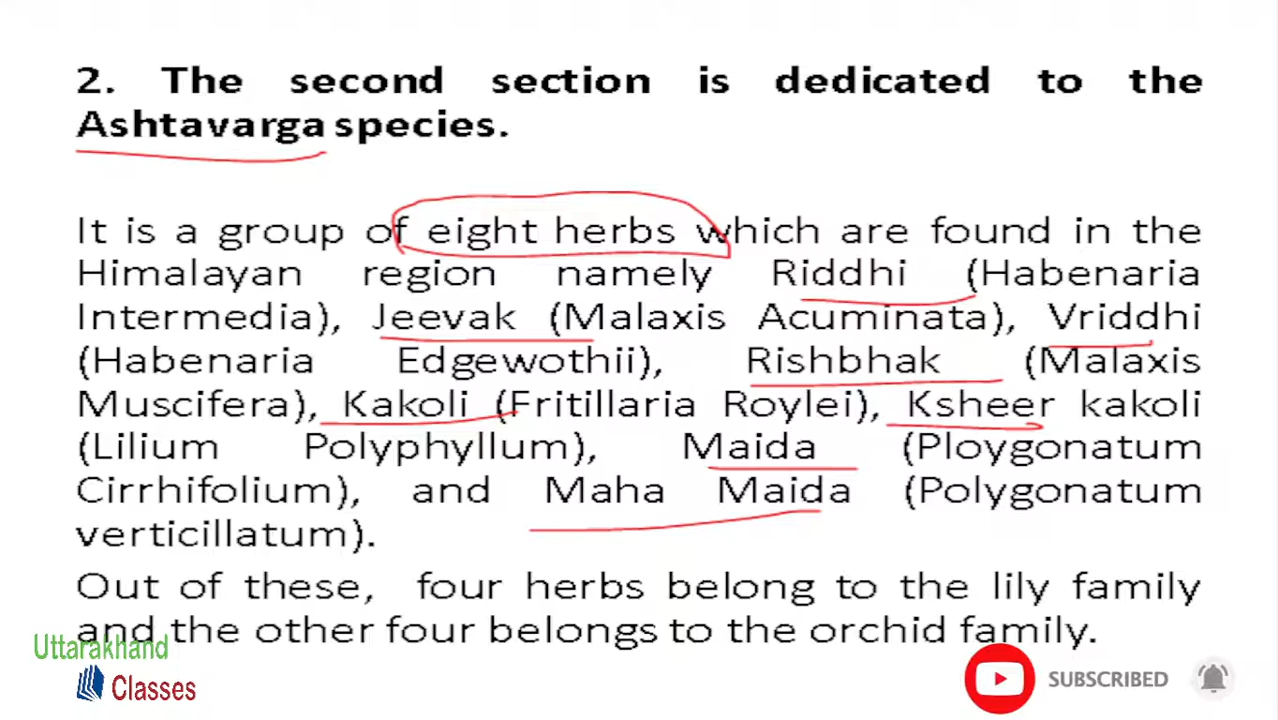 2. The second section is dedicated to the
Ashtavarga species.
It is a group of eight herbs which are found in the
Himalayan region namely Riddhi (Habenaria
Intermedia), Jeevak (Malaxis Acuminata), Vriddhi
(Habenaria Edgewothii), Rishbhak (Malaxis
Muscifera), Kakoli (Fritillaria Roylei), Ksheer kakoli
(Lilium Polyphyllum), Maida (Ploygonatum
Cirrhifolium), and Maha Maida (Polygonatum
verticillatum).
Out of these, four herbs belong to the lily family
and the other four belongs to the orchid family.
Uttarakhand
Classes
SUBSCRIBED